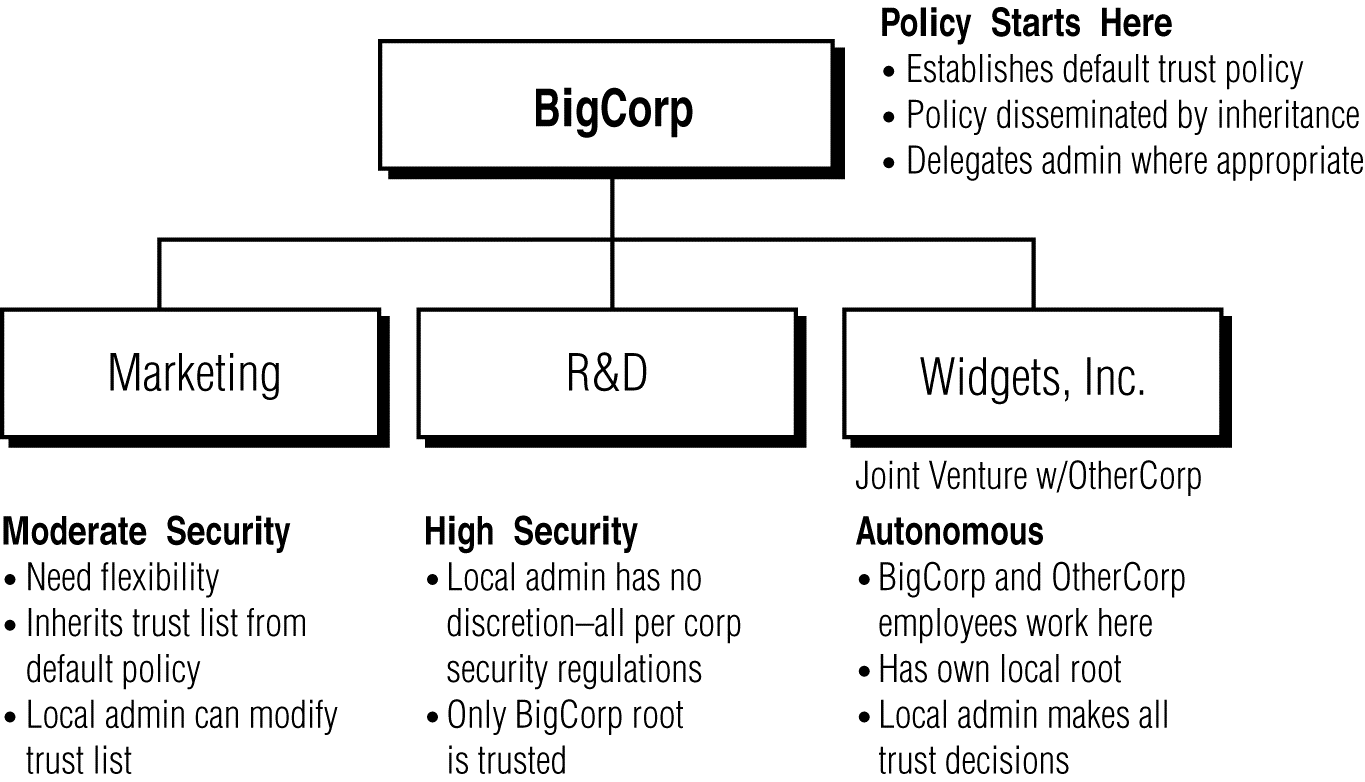 Policy Starts Here
• Establishes default trust policy
• Policy disseminated by inheritance
• Delegates admin where appropriate
BigCorp
Marketing
R&D
Widgets, Inc.
Joint Venture w/OtherCorp
Moderate Security
• Need flexibility
• Inherits trust list from
default policy
• Local admin can modify
trust list
High Security
• Local admin has no
discretion–all per corp
security regulations
• Only BigCorp root
is trusted
Autonomous
• BigCorp and OtherCorp
employees work here
• Has own local root
• Local admin makes all
trust decisions